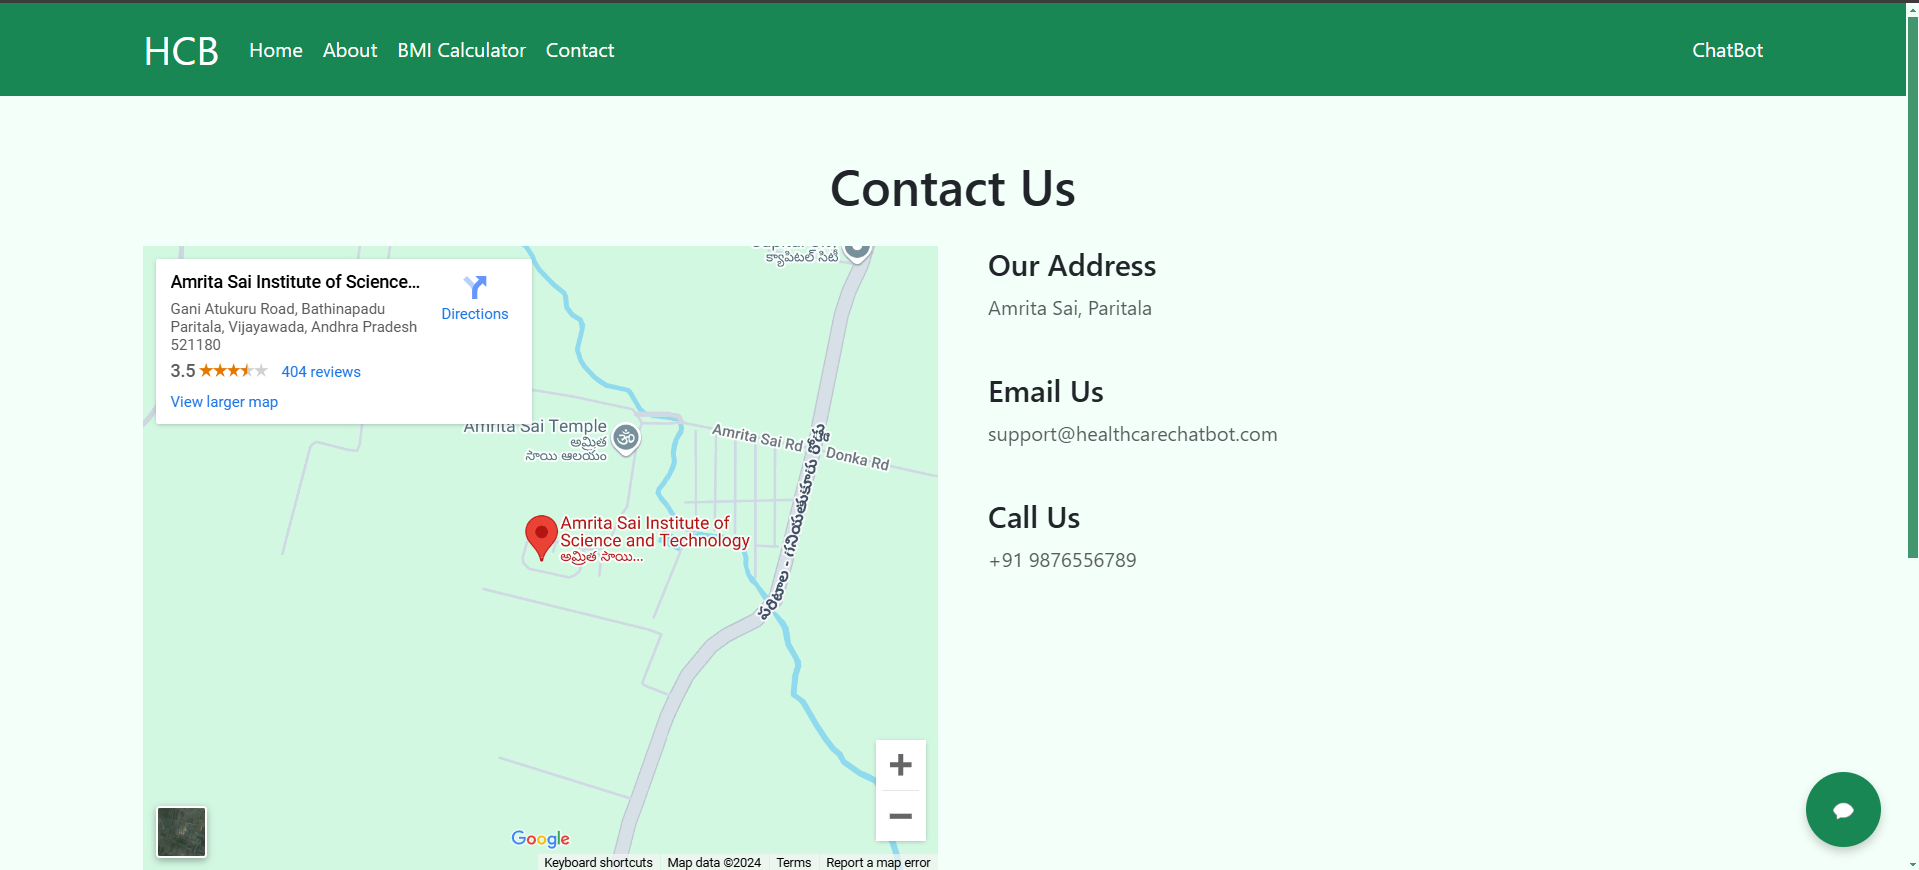 HCB
Home
About
BMI Calculator
Contact
ChatBot
Contact Us
Amrita Sai Institute of Science...
Gani Atukuru Road, Bathinapadu
Paritala, Vijayawada, Andhra Pradesh
521180
Directions
3.5
404 reviews
View larger map
క్యాపిటల్ సిటీ
Amrita Sai Temple
అమ్రిత
సాయి ఆలయం
Amrita Sai Rd
Donka Rd
Amrita Sai Institute of
Science and Technology
అమ్రిత సాయి...
Google
Keyboard shortcuts
Map data ©2024
Terms
Report a map error
Our Address
Amrita Sai, Paritala
Email Us
support@healthcarechatbot.com
Call Us
+91 9876556789